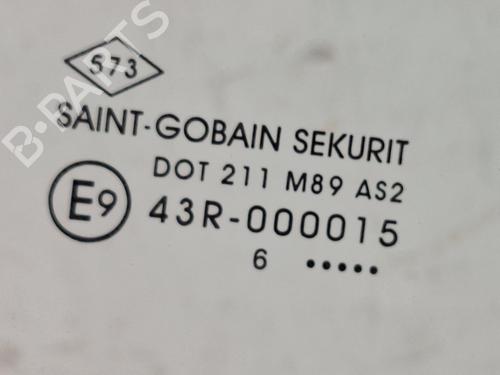 573
SAINT-GOBAIN SEKURIT
DOT 211 M89 AS2
E9 43R-000015
6 •••••
B-PARTS